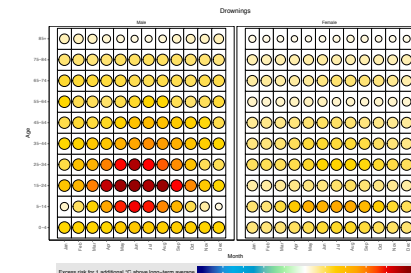 Drownings
Male Female
85+
75–84
65–74
55–64
45–54
35–44
25–34
15–24
5–14
0–4
Age
Jan Feb Mar Apr May Jun Jul Aug Sep Oct Nov Dec Jan Feb Mar Apr May Jun Jul Aug Sep Oct Nov Dec
Month
Excess risk for 1 additional °C above long–term average